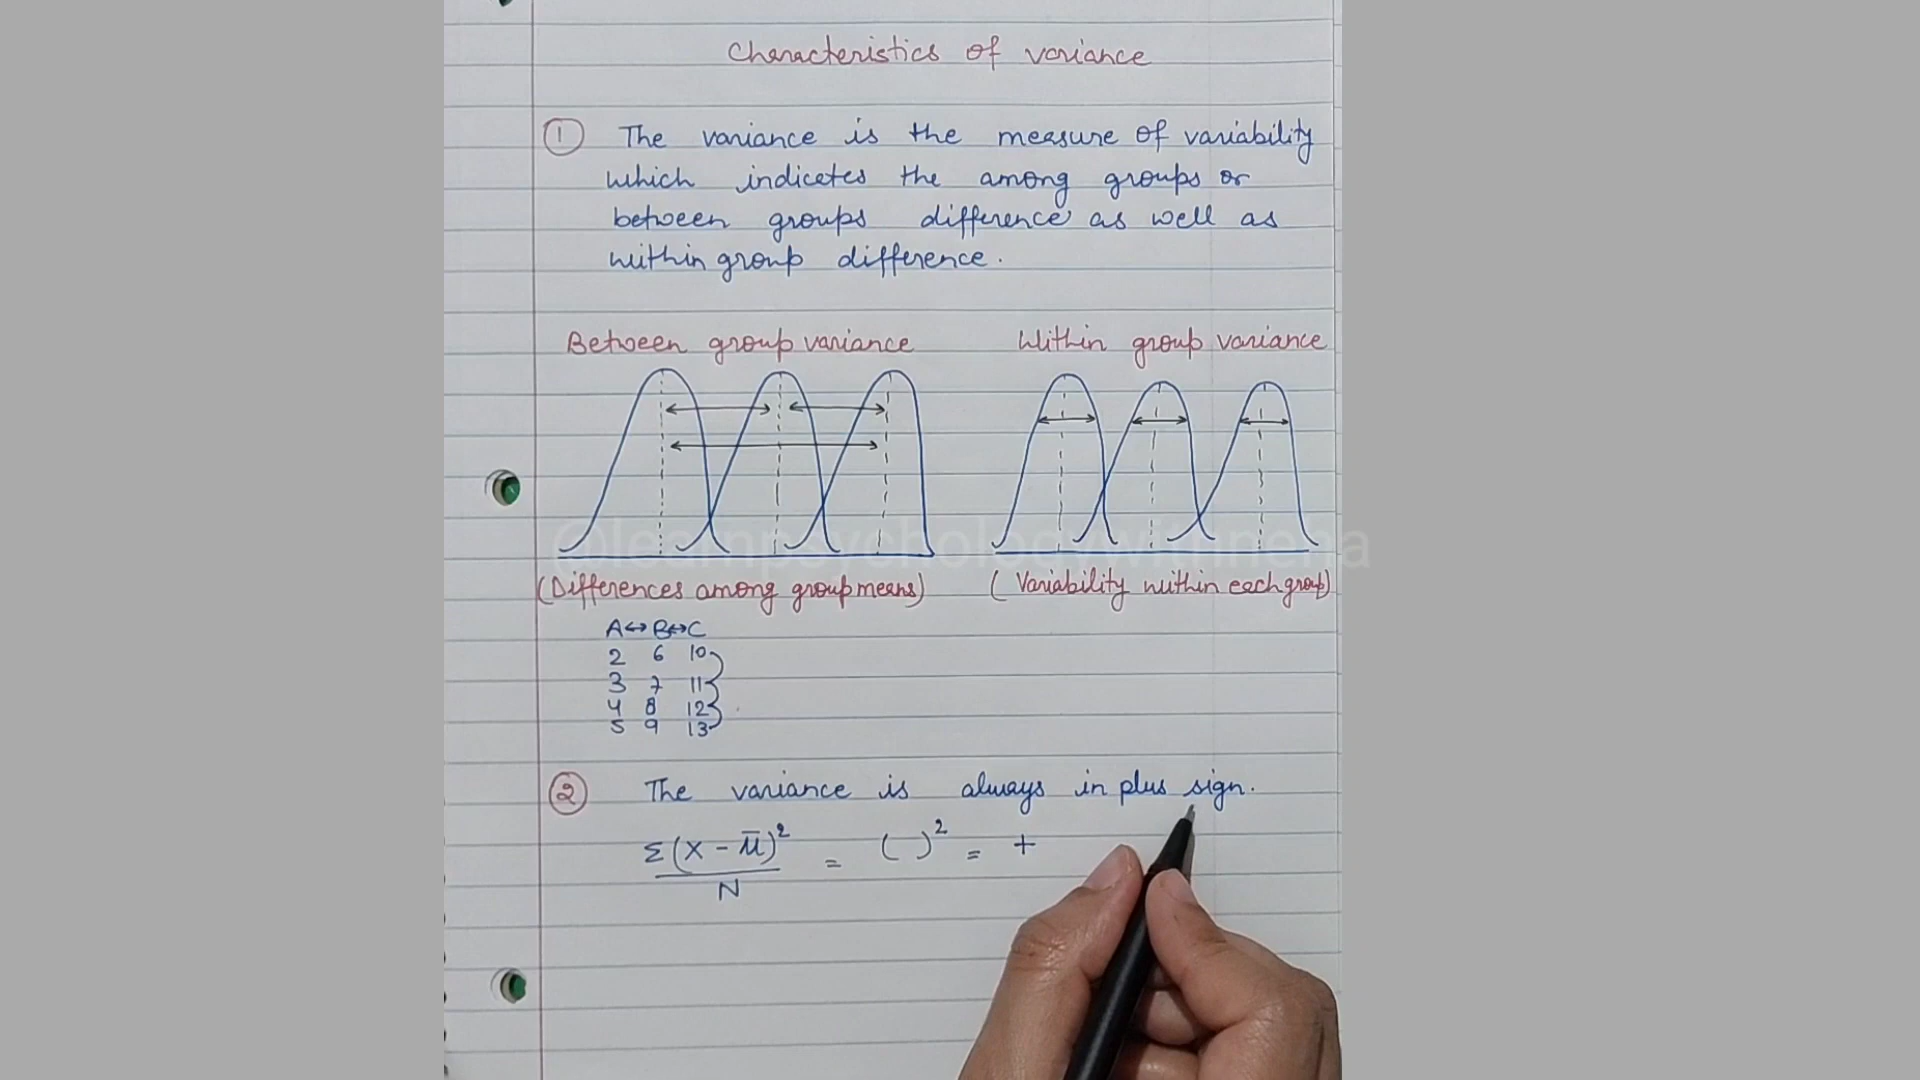 Characteristics of variance
① The variance is the measure of variability
which indicates the among groups or
between groups difference as well as
within group difference.
Between group variance
Within group variance
@learnpsychologywithneha
(Differences among group means)
(Variability within each group)
A↔B↔C
2 6 10
3 7 11
4 8 12
5 9 13
② The variance is always in plus sign.
Σ(X - μ̄)² = ( )² = +
N